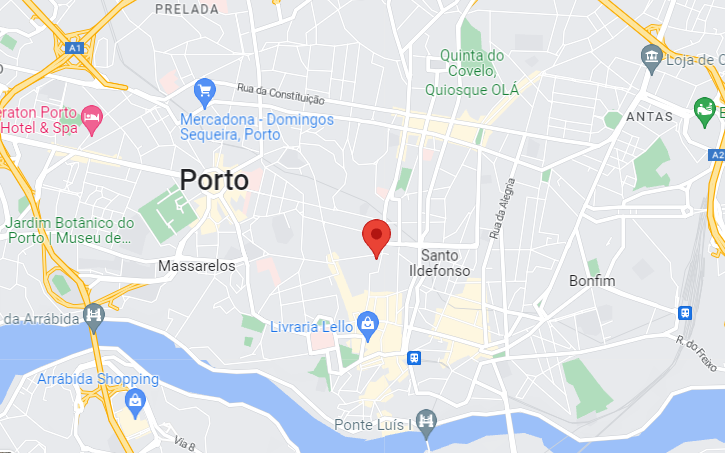 PRELADA
A1
Quinta do
Covelo,
Quiosque OLÁ
Loja de C
Rua da Constituição
eraton Porto
Hotel & Spa
Mercadona - Domingos
Sequeira, Porto
ANTAS
E
A2
Porto
Rua da Alegria
Jardim Botânico do
Porto | Museu de...
Massarelos
Santo
Ildefonso
Bonfim
da Arrábida
Livraria Lello
R. do Freixo
Arrábida Shopping
Ponte Luís I
Via 8